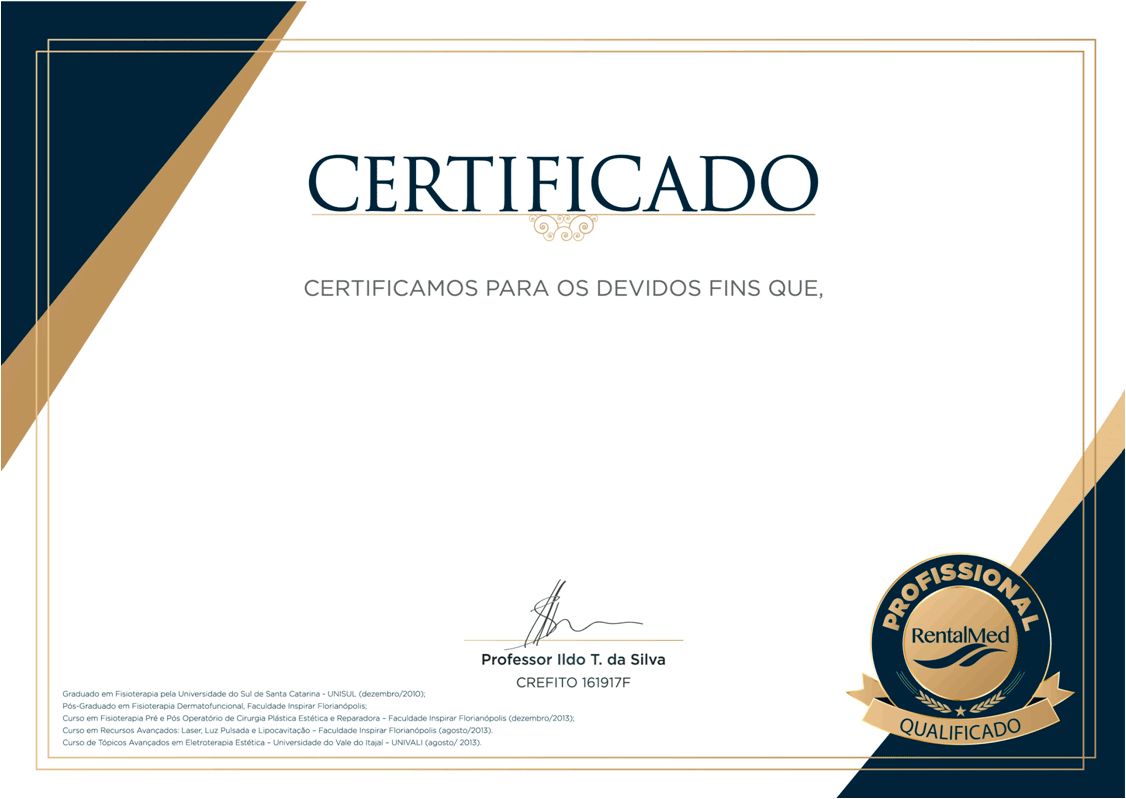 CERTIFICADO
CERTIFICAMOS PARA OS DEVIDOS FINS QUE,
Professor Ildo T. da Silva
CREFITO 161917F
Graduado em Fisioterapia pela Universidade do Sul de Santa Catarina - UNISUL (dezembro/2010);
Pós-Graduado em Fisioterapia Dermatofuncional, Faculdade Inspirar Florianópolis;
Curso em Fisioterapia Pré e Pós Operatório de Cirurgia Plástica Estética e Reparadora – Faculdade Inspirar Florianópolis (dezembro/2013);
Curso em Recursos Avançados: Laser, Luz Pulsada e Lipocavitação – Faculdade Inspirar Florianópolis (agosto/2013).
Curso de Tópicos Avançados em Eletroterapia Estética – Universidade do Vale do Itajaí – UNIVALI (agosto/ 2013).
PROFISSIONAL
RentalMed
QUALIFICADO